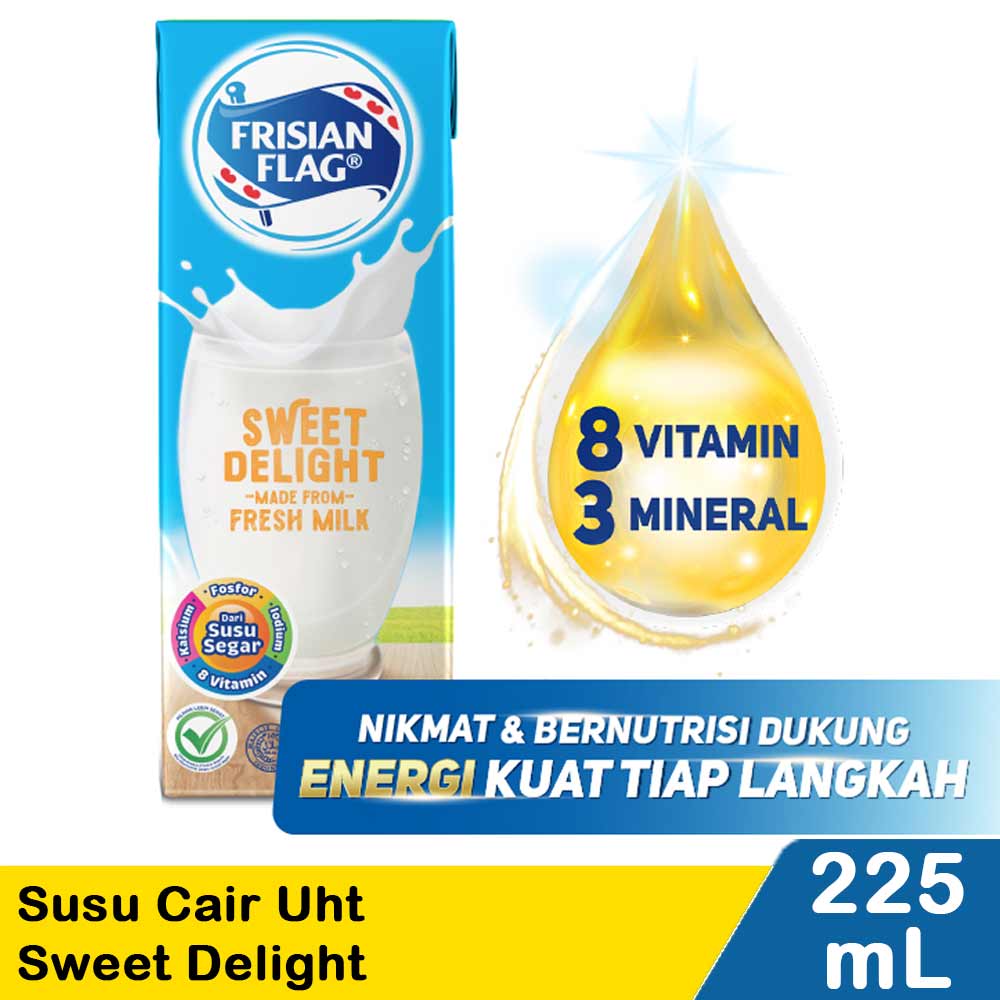 FRISIAN
FLAG®
SWEET
DELIGHT
-MADE FROM-
FRESH MILK
Fosfor
Kalsium
Iodium
Dari
Susu
Segar
8 Vitamin
8 VITAMIN
3 MINERAL
NIKMAT & BERNUTRISI DUKUNG
ENERGI KUAT TIAP LANGKAH
Susu Cair Uht
Sweet Delight
225
mL